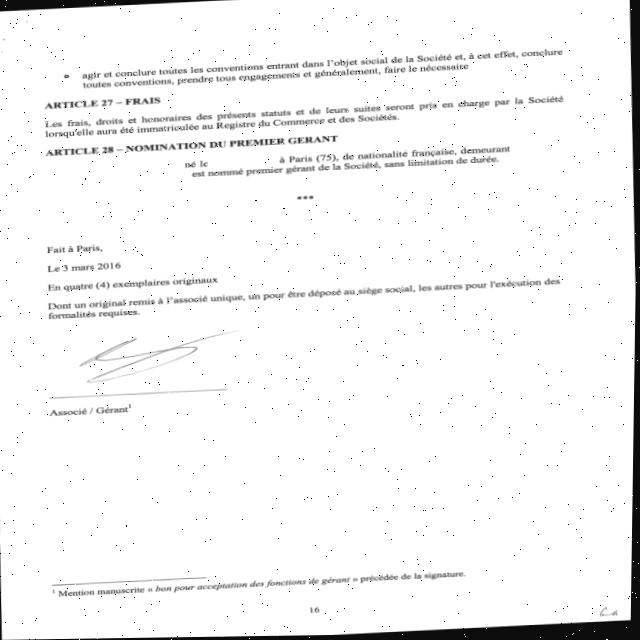 • agir et conclure toutes les conventions entrant dans l'objet social de la Société et, à cet effet, conclure
toutes conventions, prendre tous engagements et généralement, faire le nécessaire
ARTICLE 27 – FRAIS
Les frais, droits et honoraires des présents statuts et de leurs suites seront pris en charge par la Société
lorsqu'elle aura été immatriculée au Registre du Commerce et des Sociétés.
ARTICLE 28 – NOMINATION DU PREMIER GERANT
né le à Paris (75), de nationalité française, demeurant
est nommé premier gérant de la Société, sans limitation de durée.
***
Fait à Paris,
Le 3 mars 2016
En quatre (4) exemplaires originaux
Dont un original remis à l'associé unique, un pour être déposé au siège social, les autres pour l'exécution des
formalités requises.
Associé / Gérant¹
¹ Mention manuscrite « bon pour acceptation des fonctions de gérant » précédée de la signature.
16